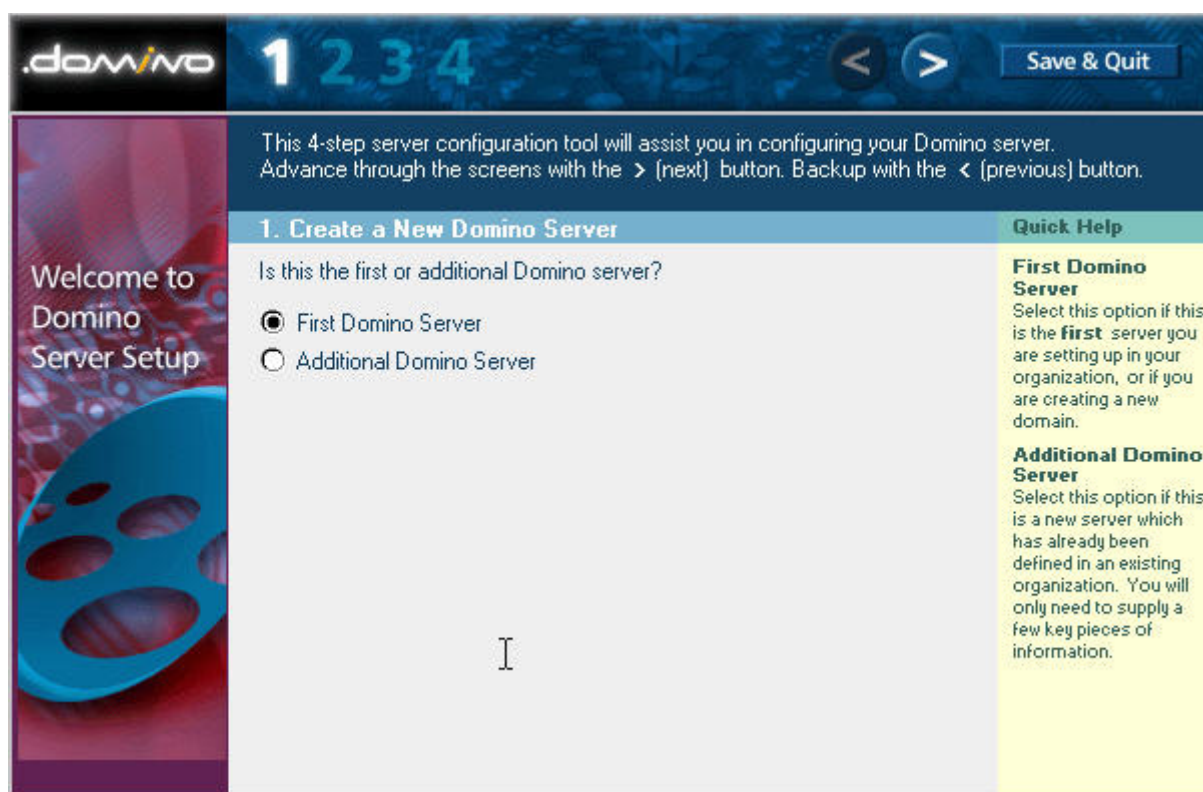 .domino
1 2 3 4
< >
Save & Quit
This 4-step server configuration tool will assist you in configuring your Domino server.
Advance through the screens with the > (next) button. Backup with the < (previous) button.
1. Create a New Domino Server
Is this the first or additional Domino server?
First Domino Server
Additional Domino Server
Welcome to
Domino
Server Setup
Quick Help
First Domino
Server
Select this option if this
is the first server you
are setting up in your
organization, or if you
are creating a new
domain.
Additional Domino
Server
Select this option if this
is a new server which
has already been
defined in an existing
organization. You will
only need to supply a
few key pieces of
information.